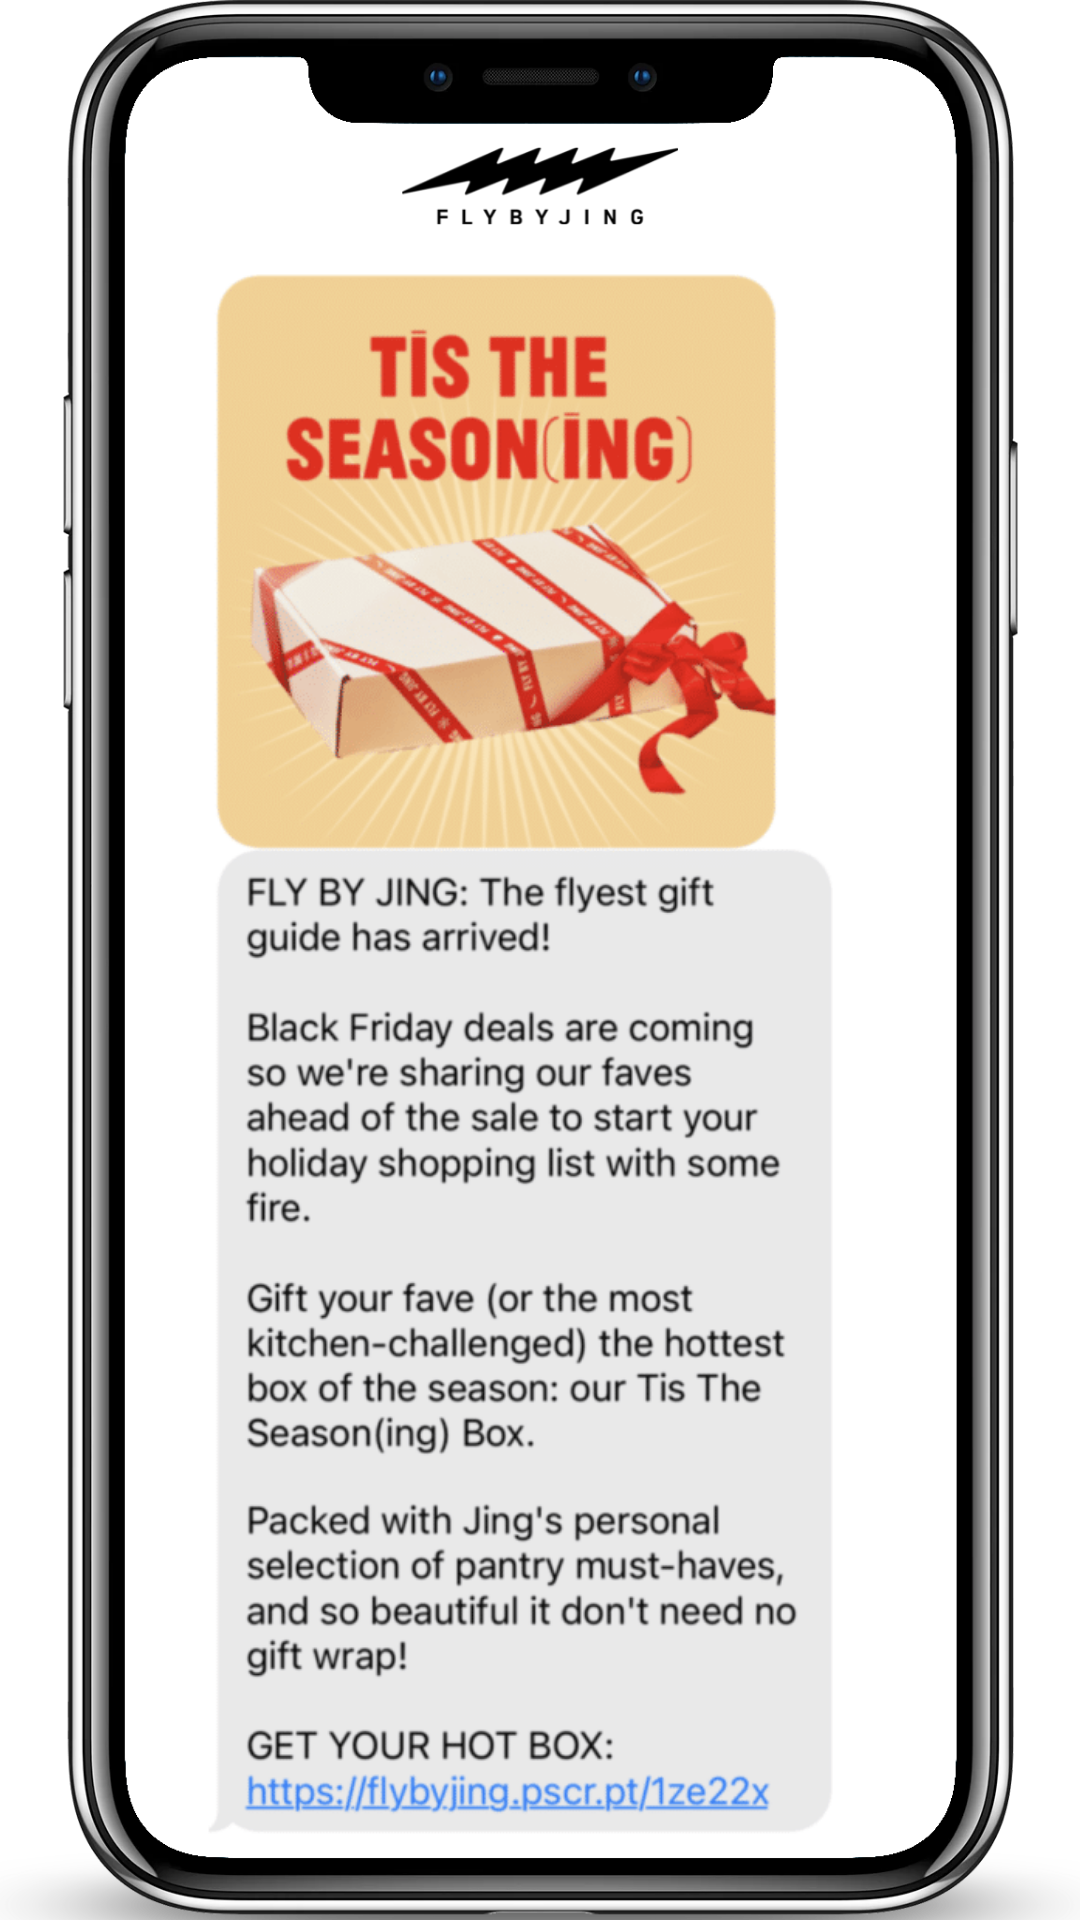 FLYBYJING
TĪS THE
SEASON(ĪNG)
FLY BY JING: The flyest gift
guide has arrived!
Black Friday deals are coming
so we're sharing our faves
ahead of the sale to start your
holiday shopping list with some
fire.
Gift your fave (or the most
kitchen-challenged) the hottest
box of the season: our Tis The
Season(ing) Box.
Packed with Jing's personal
selection of pantry must-haves,
and so beautiful it don't need no
gift wrap!
GET YOUR HOT BOX:
https://flybyjing.pscr.pt/1ze22x